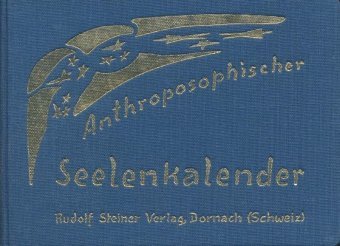 Anthroposophischer
Seelenkalender
Rudolf Steiner Verlag, Dornach (Schweiz)